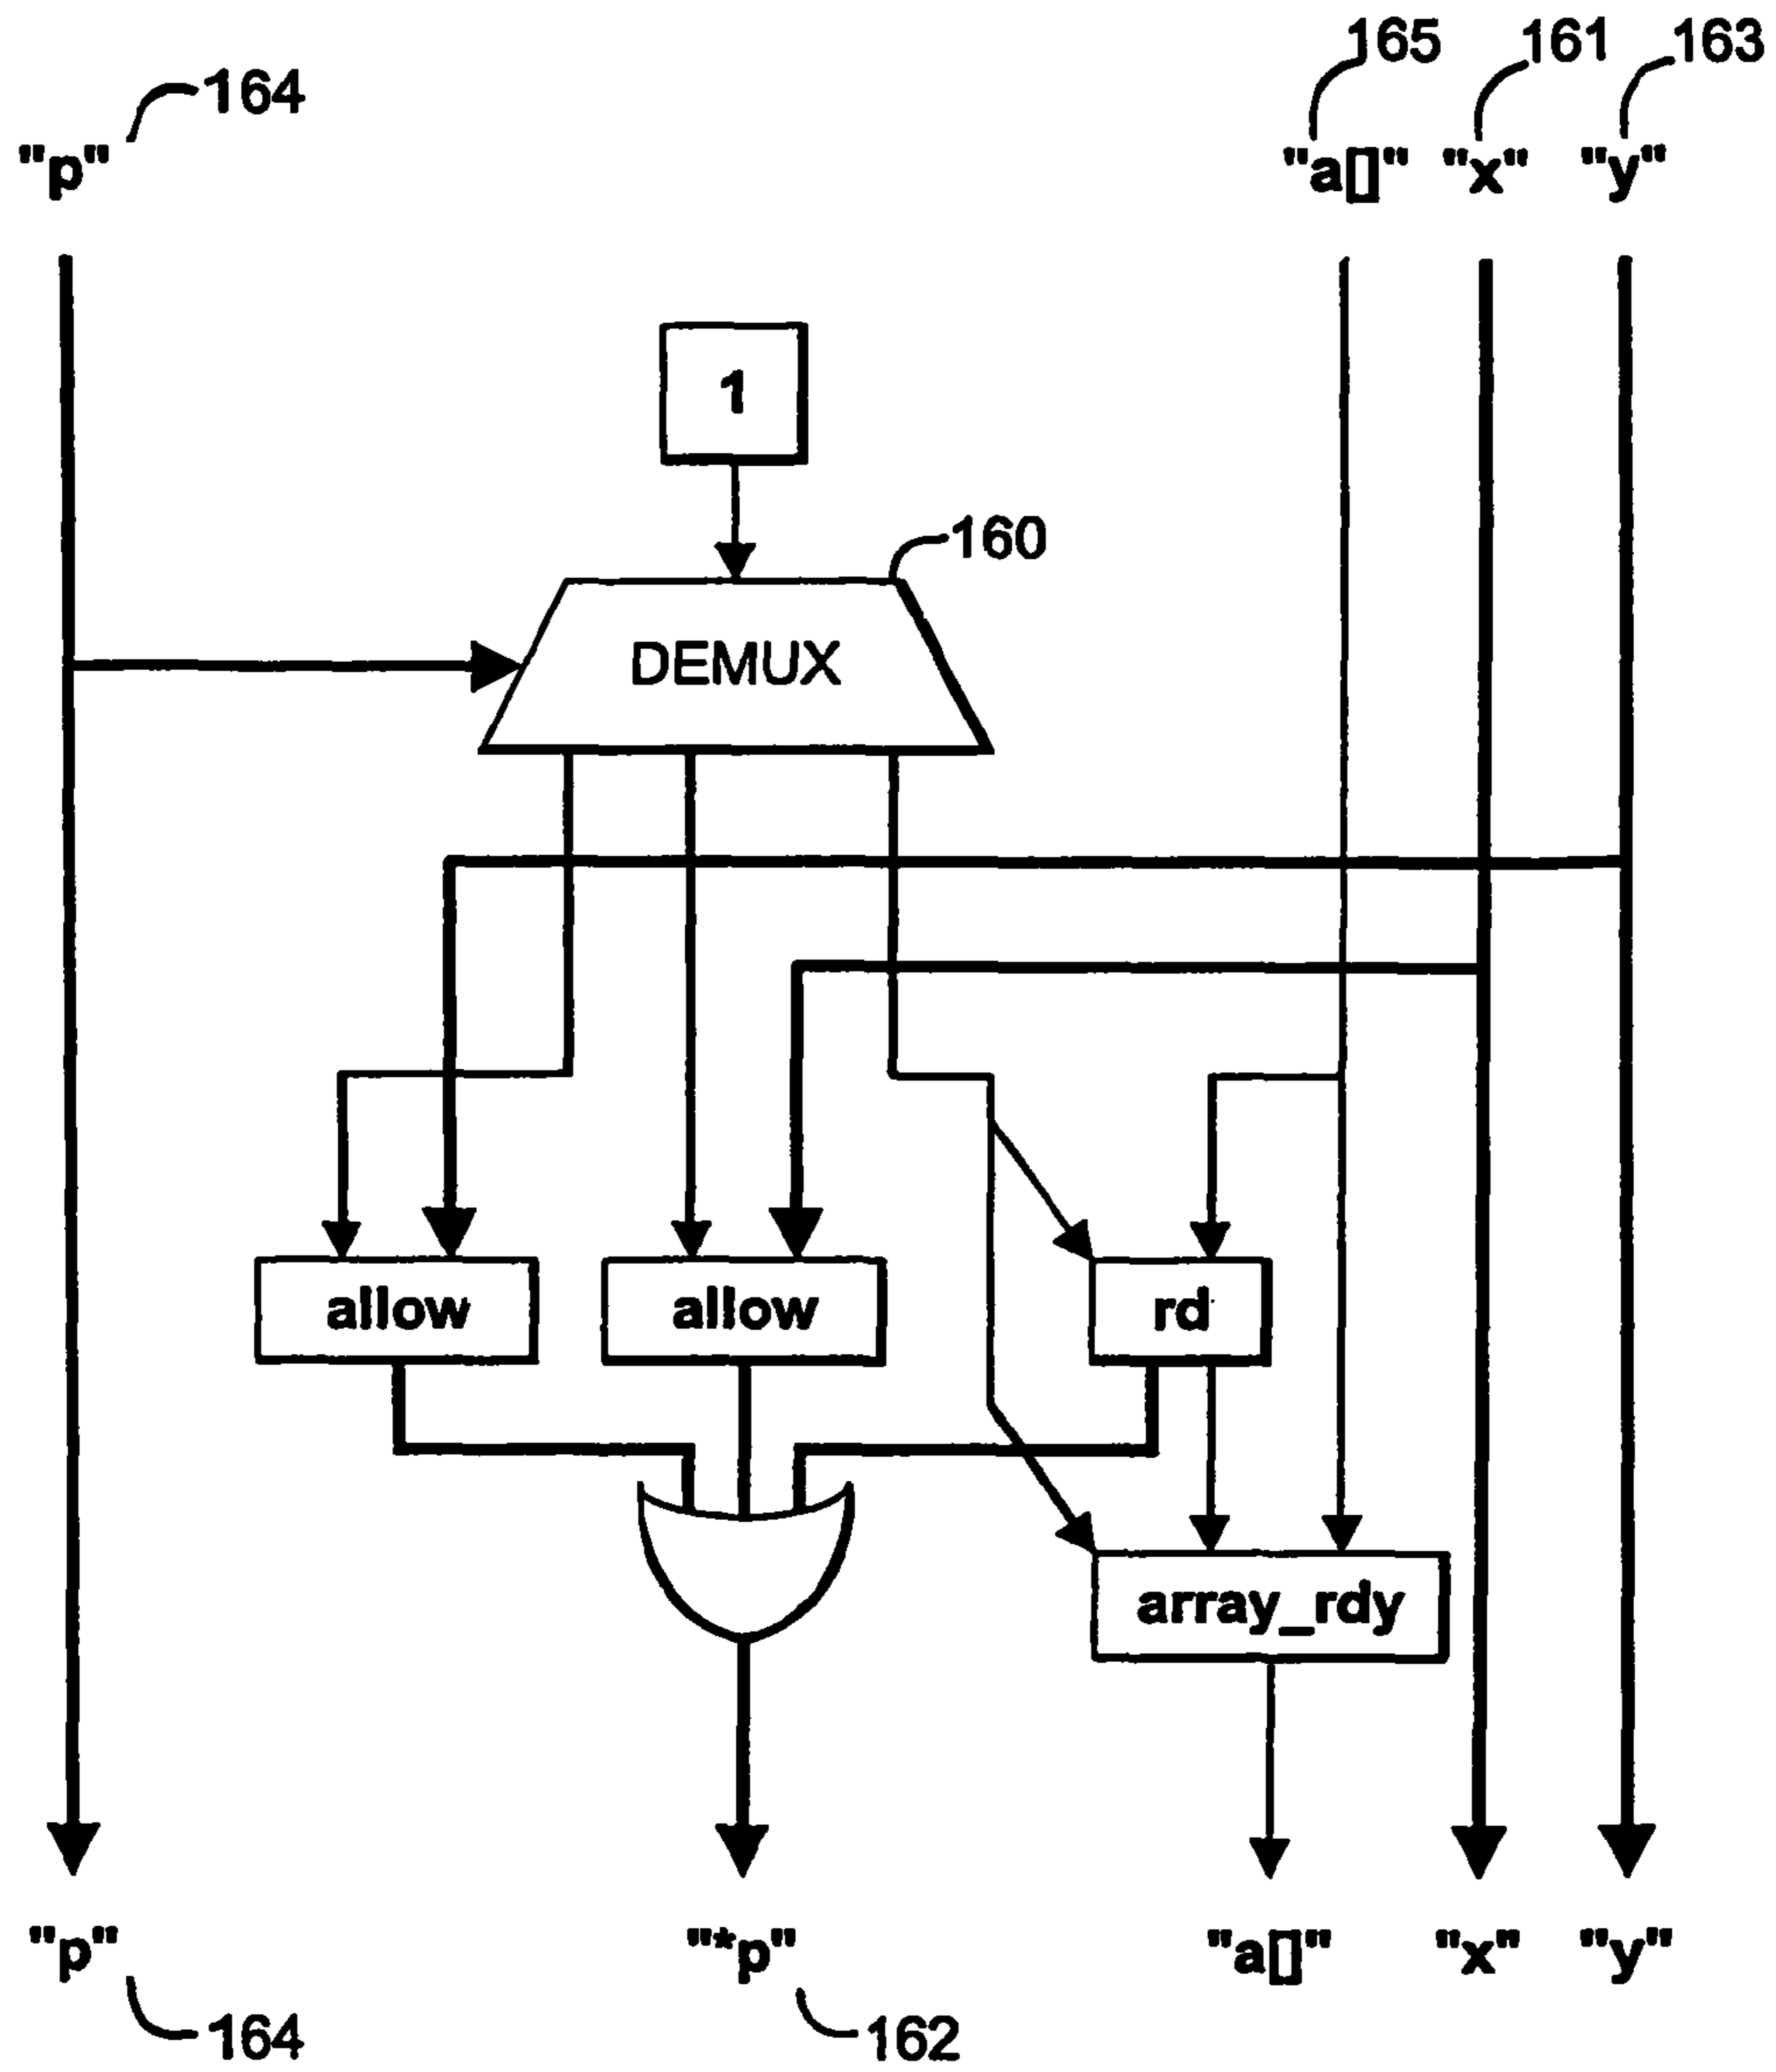 165 161 163
164
"p" "a[]" "x" "y"
1
160
DEMUX
allow allow rd
array_rdy
"p" "*p" "a[]" "x" "y"
164 162